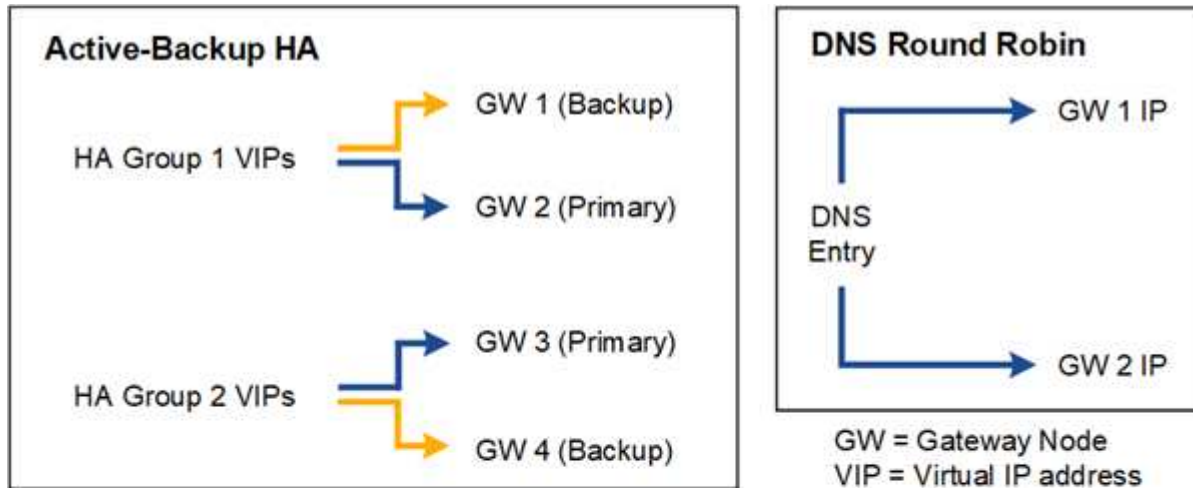 Active-Backup HA
HA Group 1 VIPs
GW 1 (Backup)
GW 2 (Primary)
HA Group 2 VIPs
GW 3 (Primary)
GW 4 (Backup)
DNS Round Robin
DNS
Entry
GW 1 IP
GW 2 IP
GW = Gateway Node
VIP = Virtual IP address